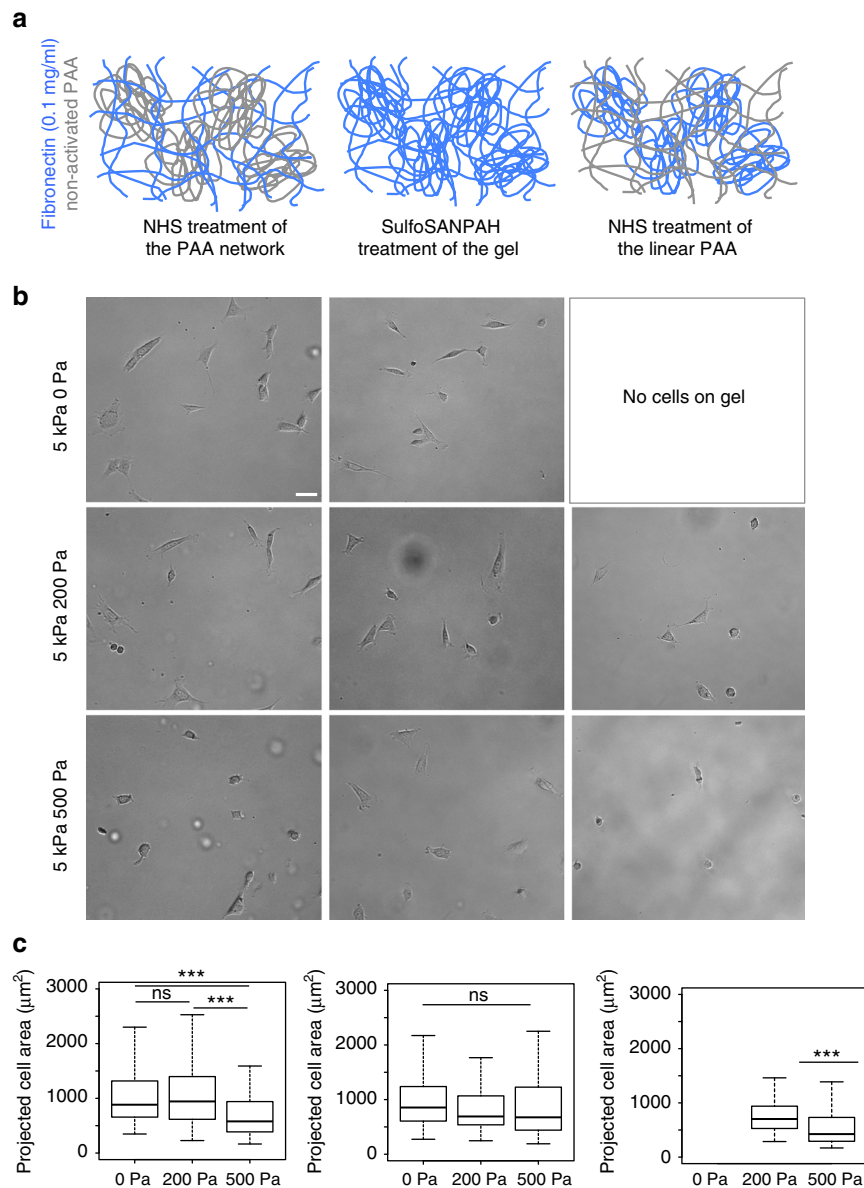 a
Fibronectin (0.1 mg/ml)
non-activated PAA
NHS treatment of
the PAA network
SulfoSANPAH
treatment of the gel
NHS treatment of
the linear PAA
b
5 kPa 0 Pa
No cells on gel
5 kPa 200 Pa
5 kPa 500 Pa
c
Projected cell area (μm²)
3000
2000
1000
0
***
ns
***
0 Pa 200 Pa 500 Pa
Projected cell area (μm²)
3000
2000
1000
0
ns
0 Pa 200 Pa 500 Pa
Projected cell area (μm²)
3000
2000
1000
0
***
0 Pa 200 Pa 500 Pa